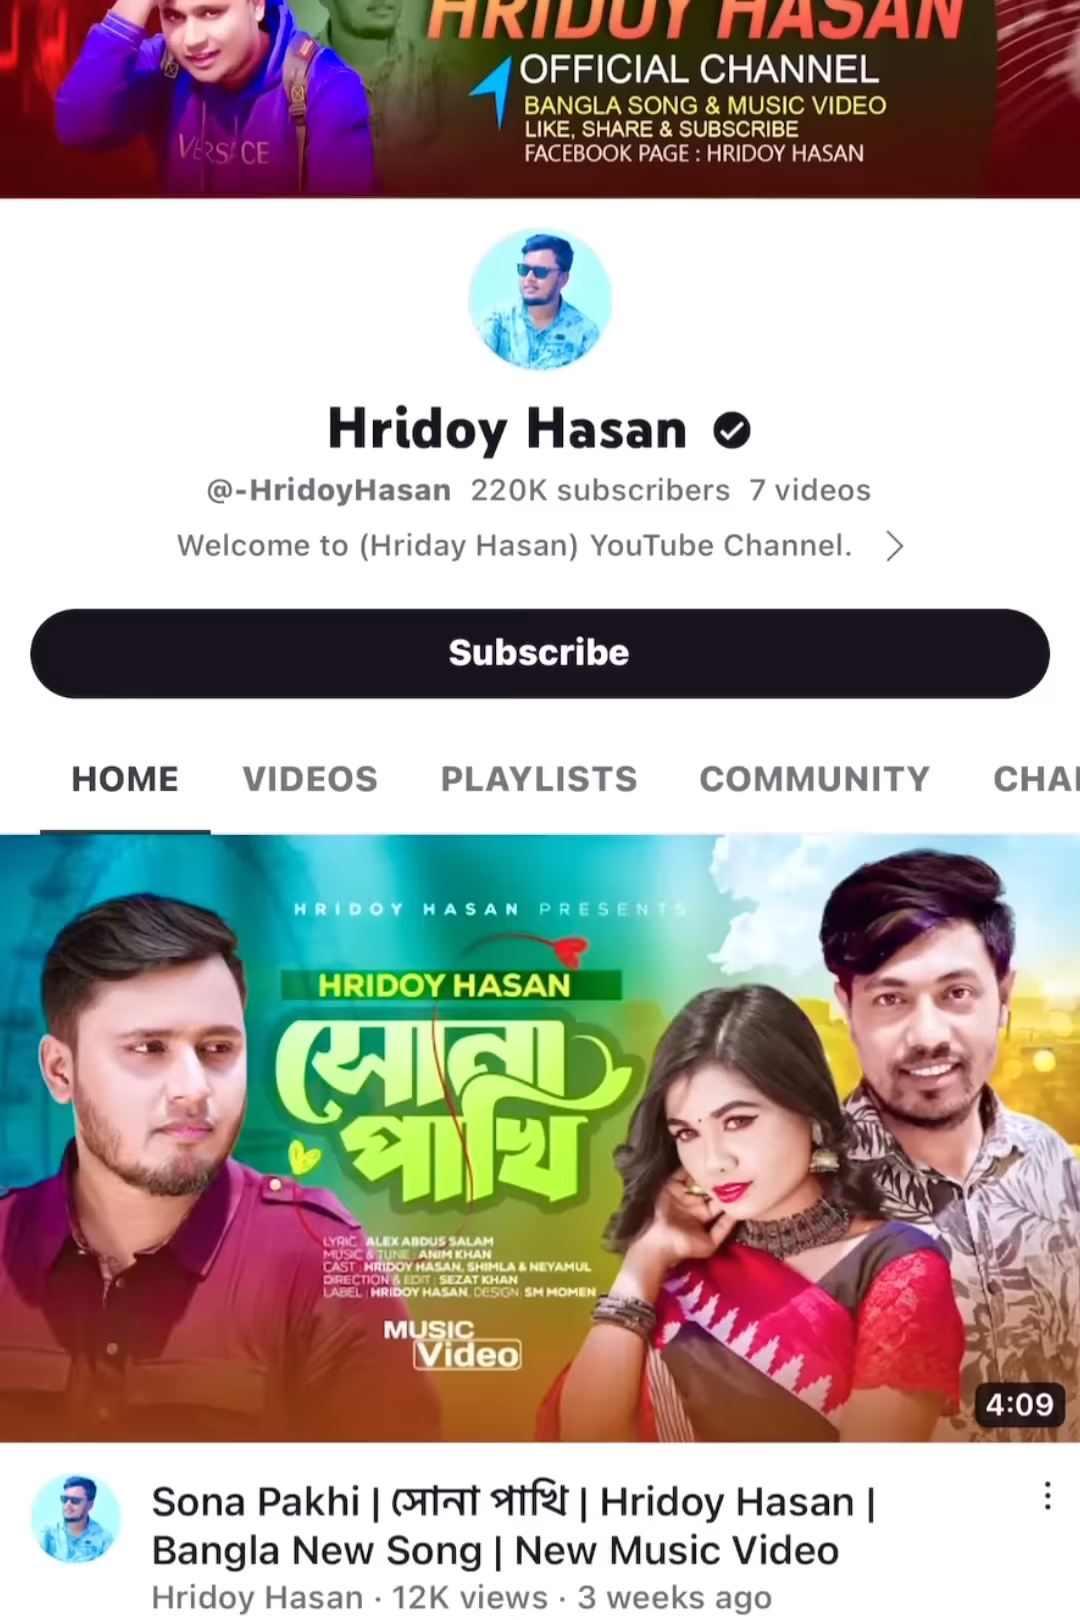 HRIDOY HASAN
OFFICIAL CHANNEL
BANGLA SONG & MUSIC VIDEO
LIKE, SHARE & SUBSCRIBE
FACEBOOK PAGE : HRIDOY HASAN
VERSACE
Hridoy Hasan
@-HridoyHasan 220K subscribers 7 videos
Welcome to (Hriday Hasan) YouTube Channel.
Subscribe
HOME VIDEOS PLAYLISTS COMMUNITY CHA
HRIDOY HASAN PRESENTS
HRIDOY HASAN
সোনা
পাখি
LYRIC : ALEX ABDUS SALAM
MUSIC & TUNE : ANIM KHAN
CAST : HRIDOY HASAN, SHIMLA & NEYAMUL
DIRECTION & EDIT : SEZAT KHAN
LABEL : HRIDOY HASAN, DESIGN: SM MOMEN
MUSIC
Video
4:09
Sona Pakhi | সোনা পাখি | Hridoy Hasan |
Bangla New Song | New Music Video
Hridoy Hasan · 12K views · 3 weeks ago